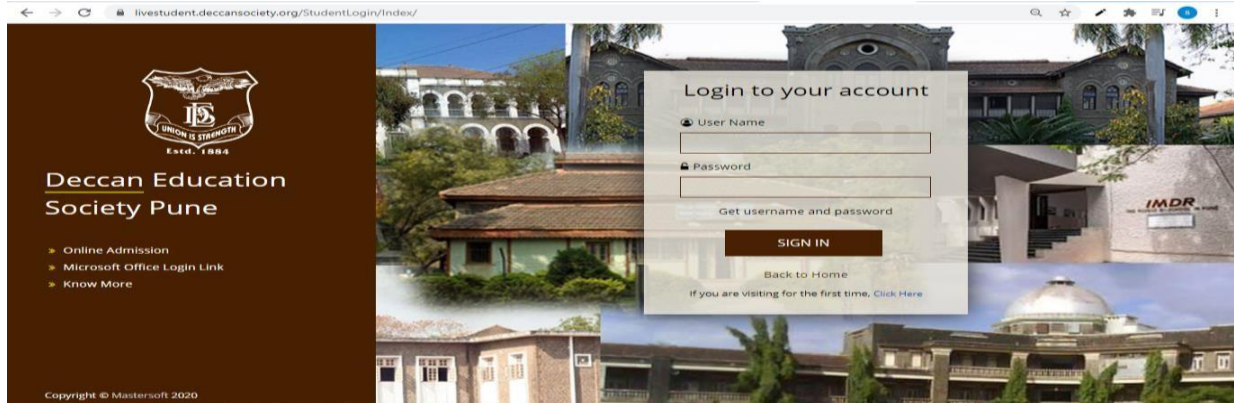 livestudent.deccansociety.org/StudentLogin/Index/
UNION IS STRENGTH
Estd. 1884
Deccan Education
Society Pune
» Online Admission
» Microsoft Office Login Link
» Know More
Copyright © Mastersoft 2020
Login to your account
User Name
Password
Get username and password
SIGN IN
Back to Home
If you are visiting for the first time, Click Here
IMDR